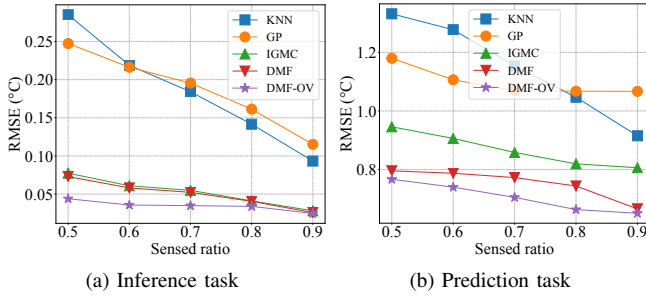 KNN
GP
IGMC
DMF
DMF-OV
RMSE (°C)
0.25
0.20
0.15
0.10
0.05
0.5 0.6 0.7 0.8 0.9
Sensed ratio
(a) Inference task
KNN
GP
IGMC
DMF
DMF-OV
RMSE (°C)
1.2
1.0
0.8
0.5 0.6 0.7 0.8 0.9
Sensed ratio
(b) Prediction task